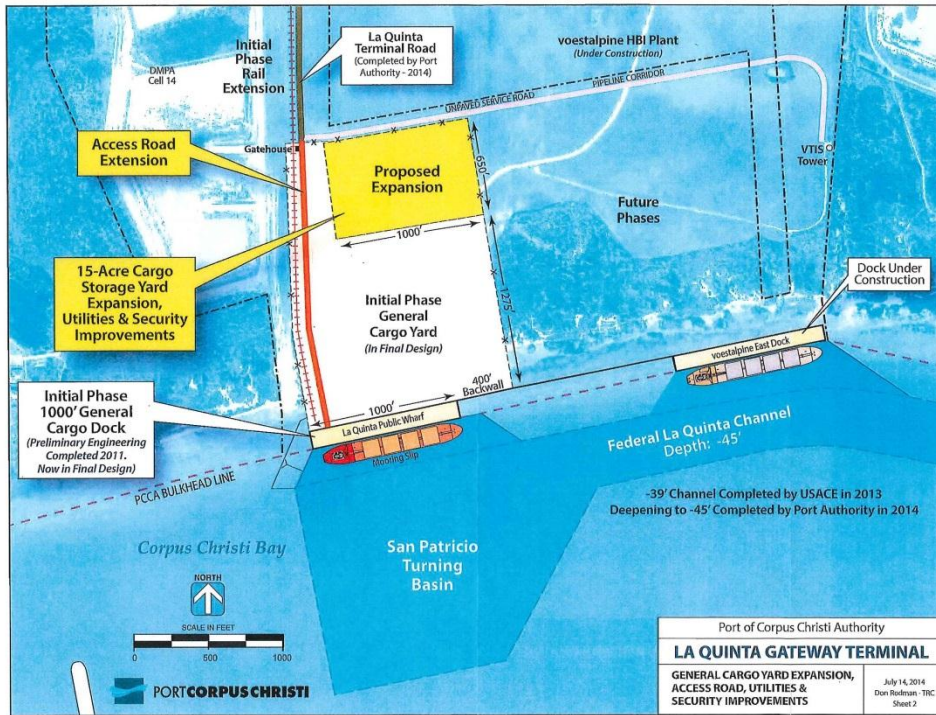 Initial
Phase
Rail
Extension
DMPA
Cell 14
La Quinta
Terminal Road
(Completed by Port
Authority - 2014)
voestalpine HBI Plant
(Under Construction)
UNPAVED SERVICE ROAD
PIPELINE CORRIDOR
VTIS
Tower
Access Road
Extension
Gatehouse
Proposed
Expansion
650'
1000'
Future
Phases
15-Acre Cargo
Storage Yard
Expansion,
Utilities & Security
Improvements
Initial Phase
General
Cargo Yard
(In Final Design)
1275'
Dock Under
Construction
voestalpine East Dock
Initial Phase
1000' General
Cargo Dock
(Preliminary Engineering
Completed 2011.
Now in Final Design)
1000'
400'
Backwall
La Quinta Public Wharf
Mooring Slip
Federal La Quinta Channel
Depth: -45'
PCCA BULKHEAD LINE
-39' Channel Completed by USACE in 2013
Deepening to -45' Completed by Port Authority in 2014
Corpus Christi Bay
San Patricio
Turning
Basin
NORTH
SCALE IN FEET
0 500 1000
PORTCORPUS CHRISTI
Port of Corpus Christi Authority
LA QUINTA GATEWAY TERMINAL
GENERAL CARGO YARD EXPANSION,
ACCESS ROAD, UTILITIES &
SECURITY IMPROVEMENTS
July 14, 2014
Don Rodman - TRC
Sheet 2